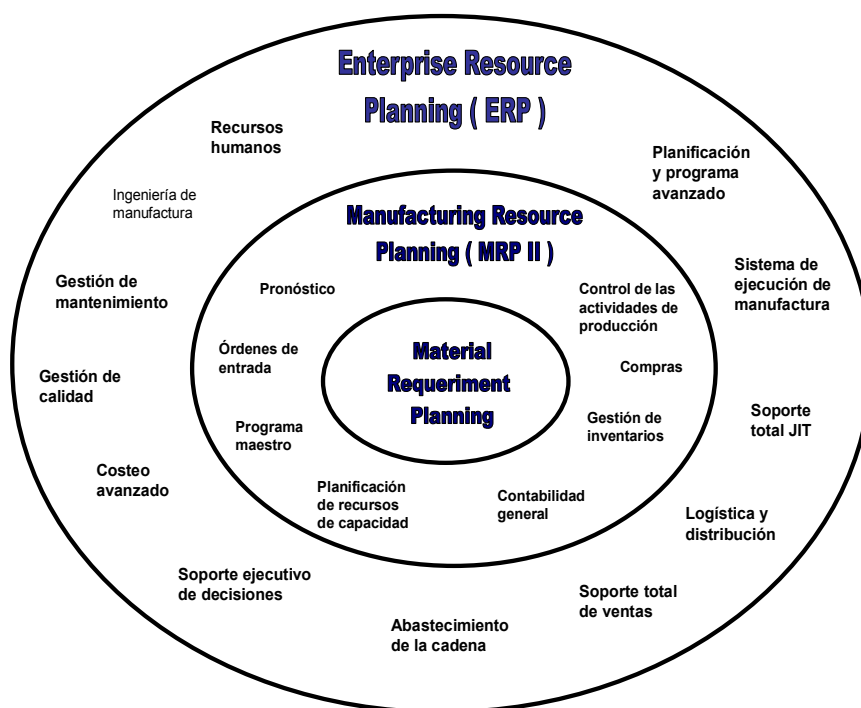 Enterprise Resource
Planning ( ERP )
Recursos
humanos
Planificación
y programa
avanzado
Ingeniería de
manufactura
Manufacturing Resource
Planning ( MRP II )
Gestión de
mantenimiento
Pronóstico
Control de las
actividades de
producción
Sistema de
ejecución de
manufactura
Órdenes de
entrada
Material
Requeriment
Planning
Compras
Gestión de
calidad
Programa
maestro
Gestión de
inventarios
Soporte
total JIT
Costeo
avanzado
Planificación
de recursos
de capacidad
Contabilidad
general
Logística y
distribución
Soporte ejecutivo
de decisiones
Soporte total
de ventas
Abastecimiento
de la cadena